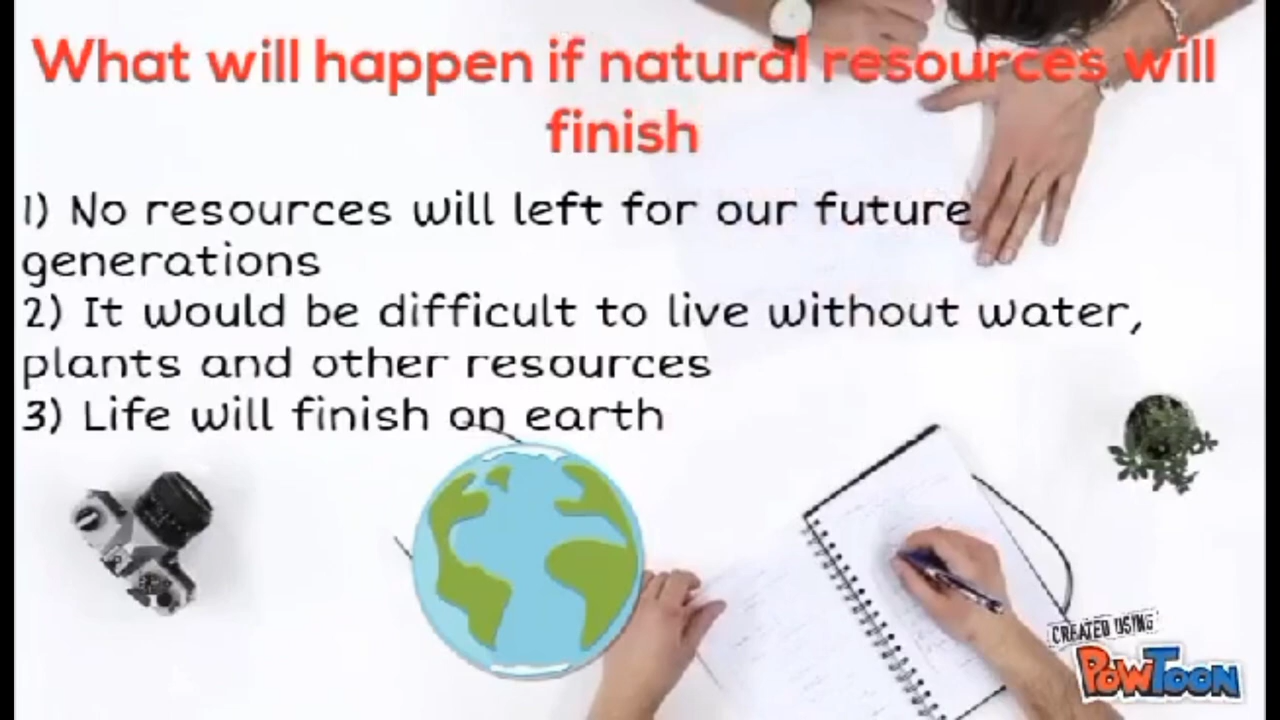 What will happen if natural resources will
finish
1) No resources will left for our future
generations
2) It would be difficult to live without water,
plants and other resources
3) Life will finish on earth
CREATED USING
POWTOON